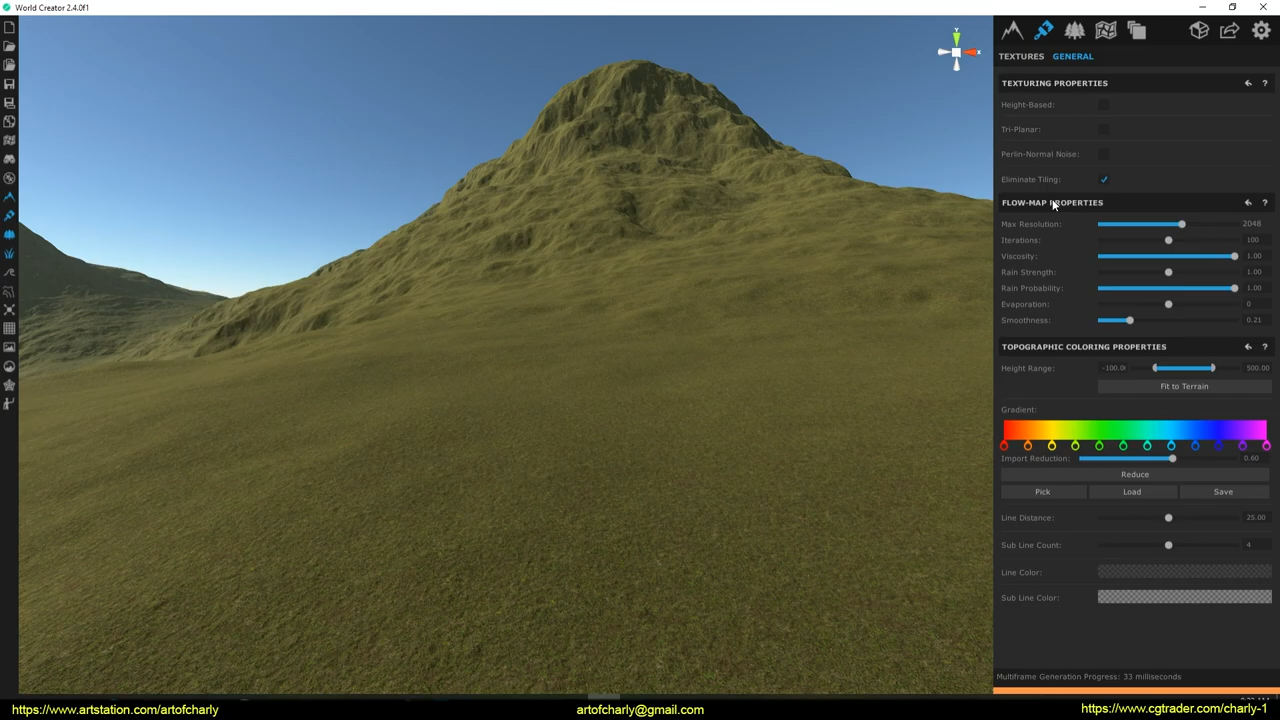 World Creator 2.4.0f1
TEXTURES GENERAL
TEXTURING PROPERTIES ?
Height-Based:
Tri-Planar:
Perlin-Normal Noise:
Eliminate Tiling:
FLOW-MAP PROPERTIES ?
Max Resolution: 2048
Iterations: 100
Viscosity: 1.00
Rain Strength: 1.00
Rain Probability: 1.00
Evaporation: 0
Smoothness: 0.21
TOPOGRAPHIC COLORING PROPERTIES ?
Height Range: -100.0 500.00
Fit to Terrain
Gradient:
Import Reduction: 0.60
Reduce
Pick Load Save
Line Distance: 25.00
Sub Line Count: 4
Line Color:
Sub Line Color:
Multiframe Generation Progress: 33 milliseconds
https://www.artstation.com/artofcharly artofcharly@gmail.com https://www.cgtrader.com/charly-1